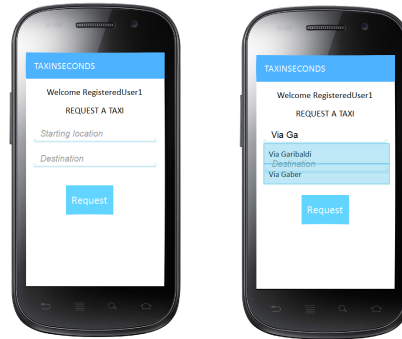 TAXINSECONDS
Welcome RegisteredUser1
REQUEST A TAXI
Starting location
Destination
Request
TAXINSECONDS
Welcome RegisteredUser1
REQUEST A TAXI
Via Ga
Via Garibaldi
Destination
Via Gaber
Request